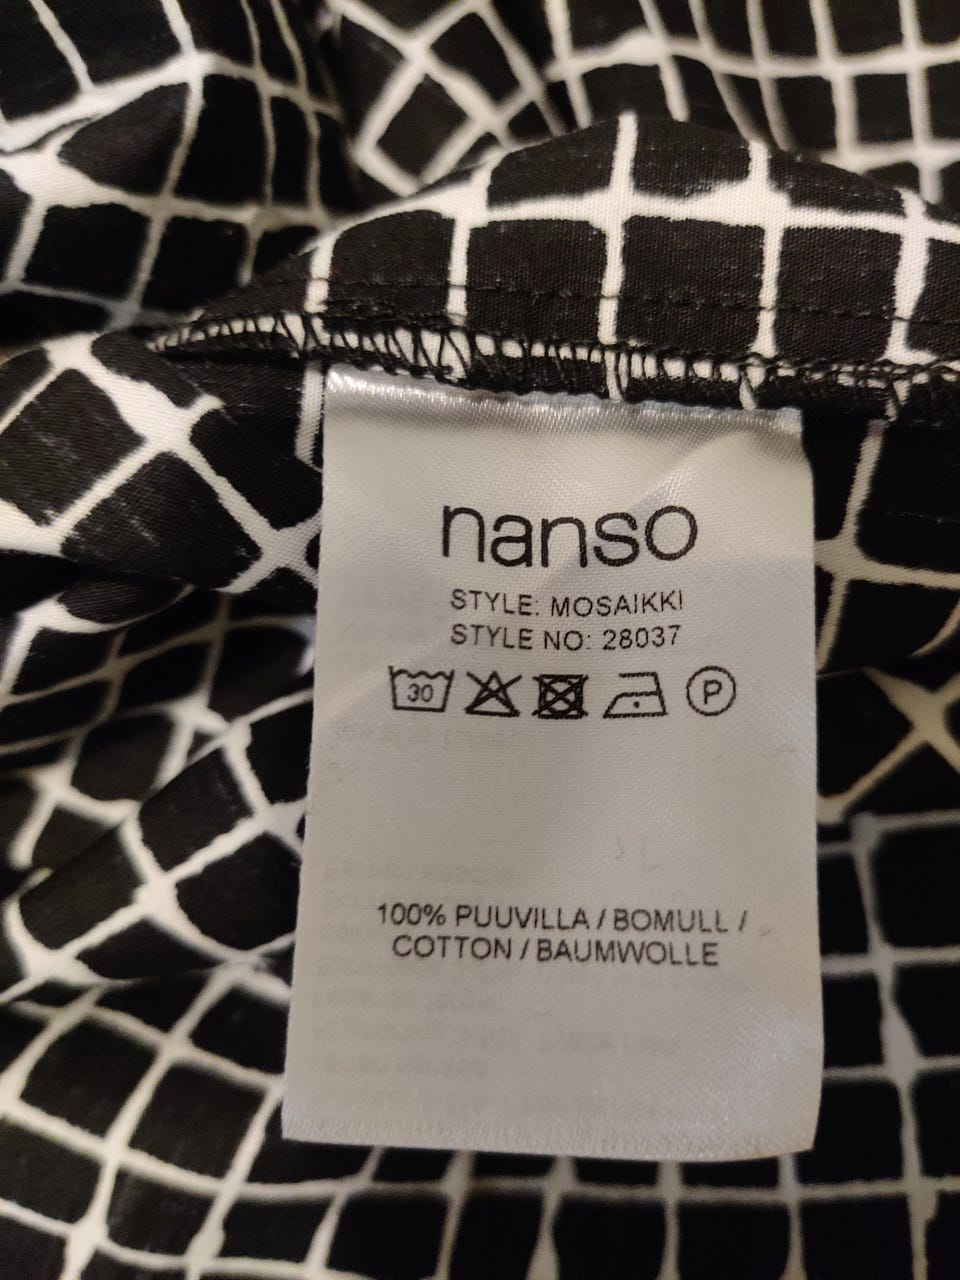 nanso
STYLE: MOSAIKKI
STYLE NO: 28037
30 P
100% PUUVILLA / BOMULL /
COTTON / BAUMWOLLE